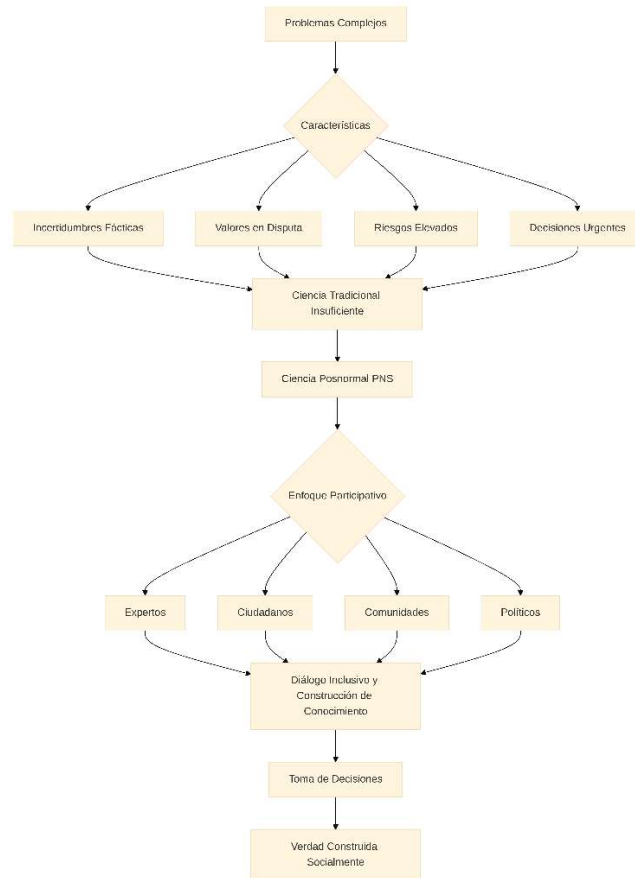 Problemas Complejos
Características
Incertidumbres Fácticas
Valores en Disputa
Riesgos Elevados
Decisiones Urgentes
Ciencia Tradicional
Insuficiente
Ciencia Posnormal PNS
Enfoque Participativo
Expertos
Ciudadanos
Comunidades
Políticos
Diálogo Inclusivo y
Construcción de
Conocimiento
Toma de Decisiones
Verdad Construida
Socialmente